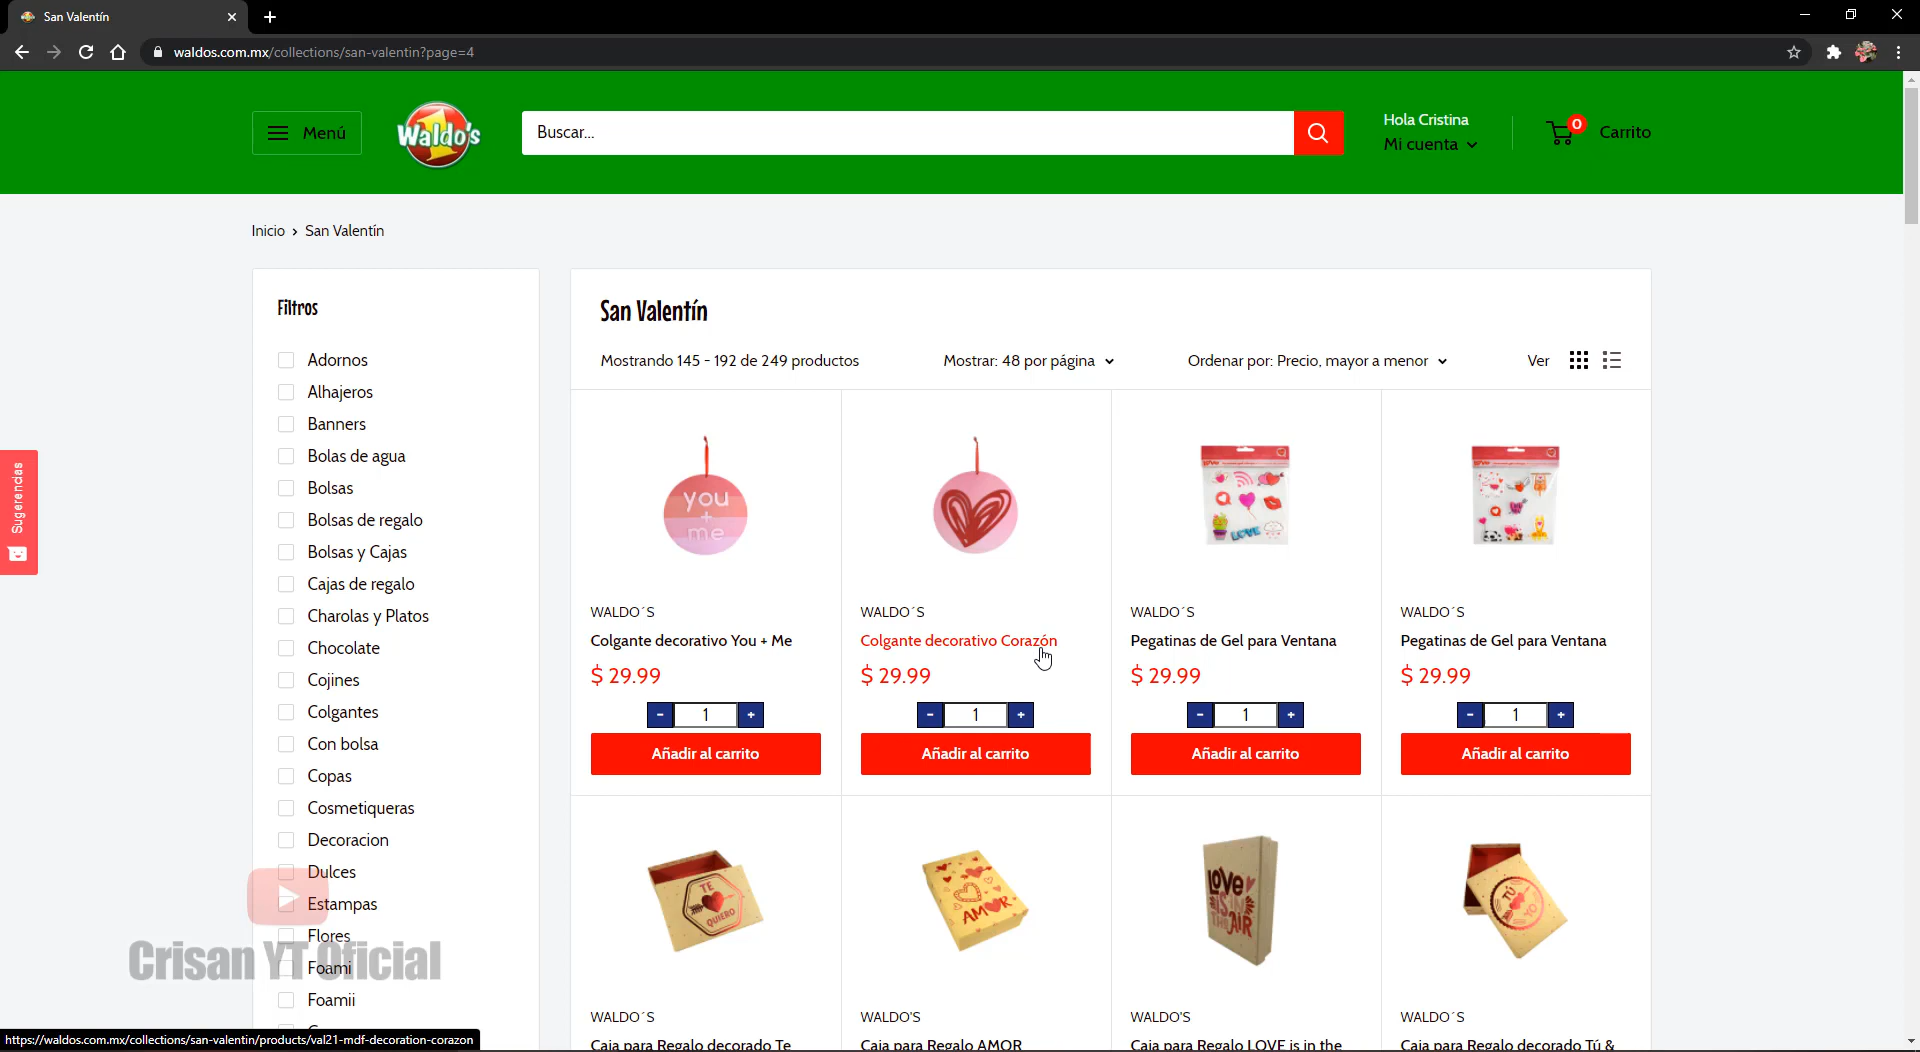 San Valentín
waldos.com.mx/collections/san-valentin?page=4
Menú
Waldo's
Buscar...
Hola Cristina
Mi cuenta
0
Carrito
Inicio › San Valentín
Sugerendas
Filtros
Adornos
Alhajeros
Banners
Bolas de agua
Bolsas
Bolsas de regalo
Bolsas y Cajas
Cajas de regalo
Charolas y Platos
Chocolate
Cojines
Colgantes
Con bolsa
Copas
Cosmetiqueras
Decoracion
Dulces
Estampas
Flores
Foami
Foamii
San Valentín
Mostrando 145 - 192 de 249 productos
Mostrar: 48 por página
Ordenar por: Precio, mayor a menor
Ver
you
+
me
WALDO´S
Colgante decorativo You + Me
$ 29.99
- 1 +
Añadir al carrito
WALDO´S
Colgante decorativo Corazón
$ 29.99
- 1 +
Añadir al carrito
LOVE
WALDO´S
Pegatinas de Gel para Ventana
$ 29.99
- 1 +
Añadir al carrito
WALDO´S
Pegatinas de Gel para Ventana
$ 29.99
- 1 +
Añadir al carrito
TE
QUIERO
WALDO´S
Caja para Regalo decorado Te
AMOR
WALDO'S
Caja para Regalo AMOR
LOVE
IS IN
THE
AIR
WALDO'S
Caja para Regalo LOVE is in the
TÚ
YO
WALDO´S
Caja para Regalo decorado Tú &
Crisan YT Oficial
https://waldos.com.mx/collections/san-valentin/products/val21-mdf-decoration-corazon